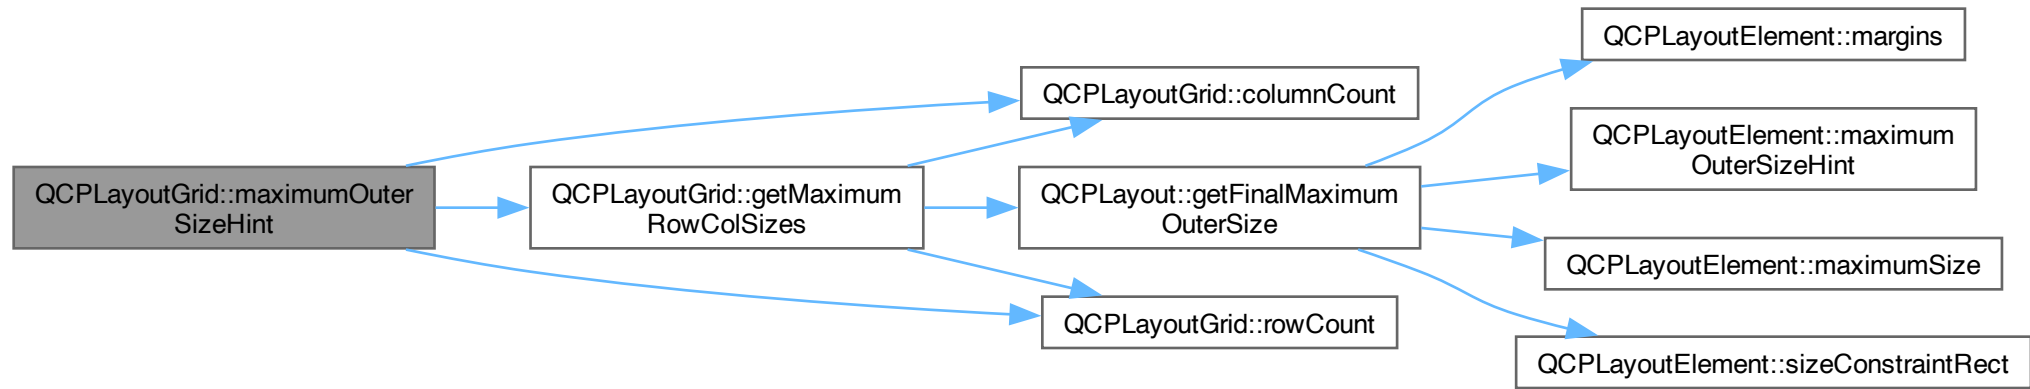 QCPLayoutGrid::maximumOuter
SizeHint
QCPLayoutGrid::getMaximum
RowColSizes
QCPLayoutGrid::columnCount
QCPLayout::getFinalMaximum
OuterSize
QCPLayoutGrid::rowCount
QCPLayoutElement::margins
QCPLayoutElement::maximum
OuterSizeHint
QCPLayoutElement::maximumSize
QCPLayoutElement::sizeConstraintRect